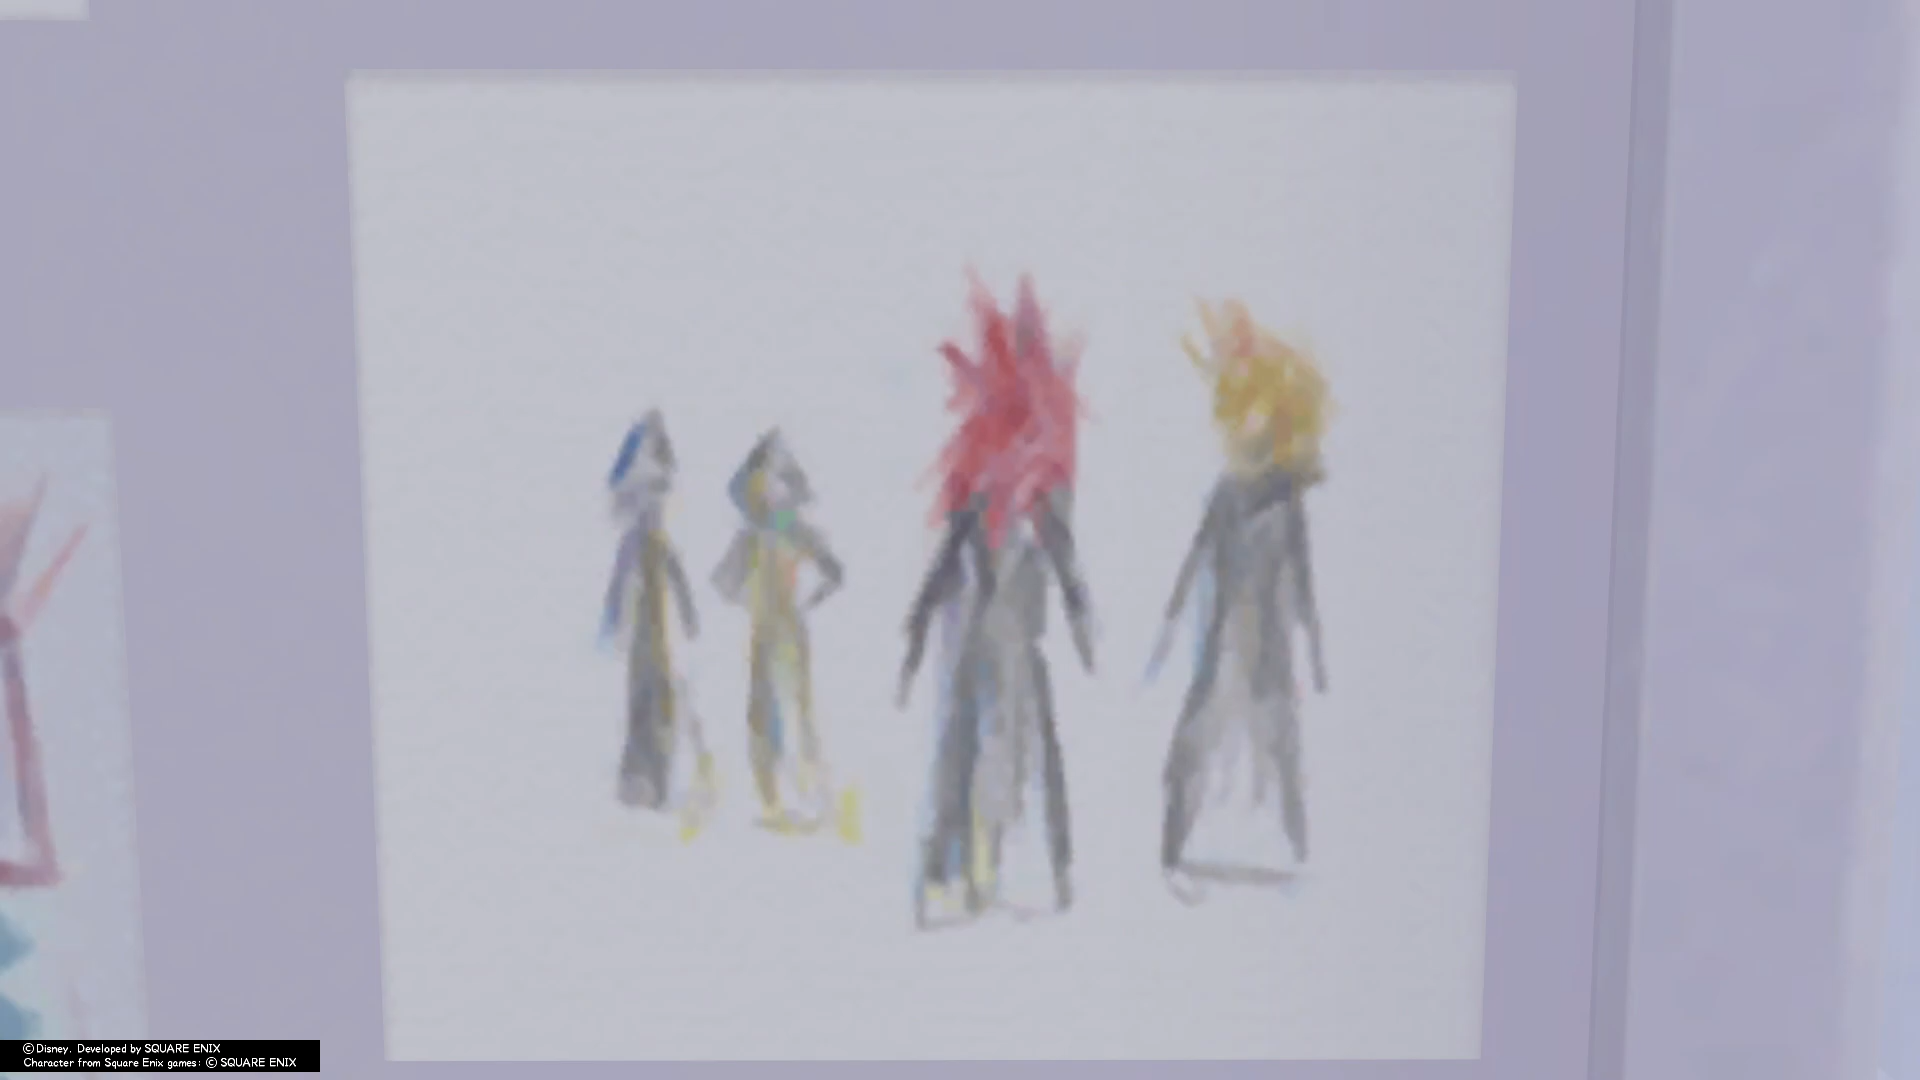 ©Disney. Developed by SQUARE ENIX
Character from Square Enix games: © SQUARE ENIX